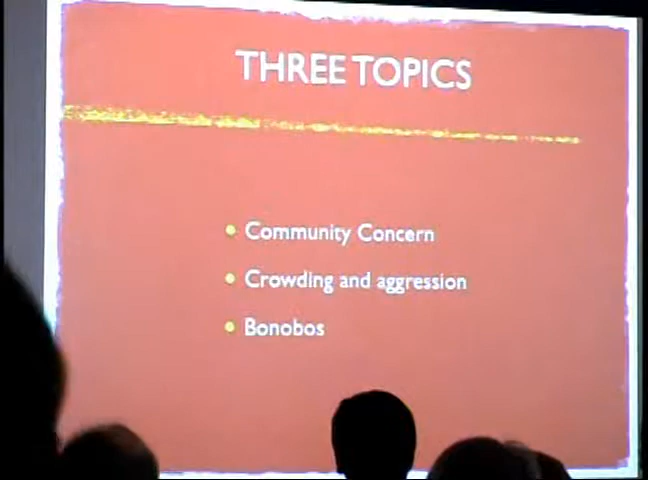 THREE TOPICS
Community Concern
Crowding and aggression
Bonobos